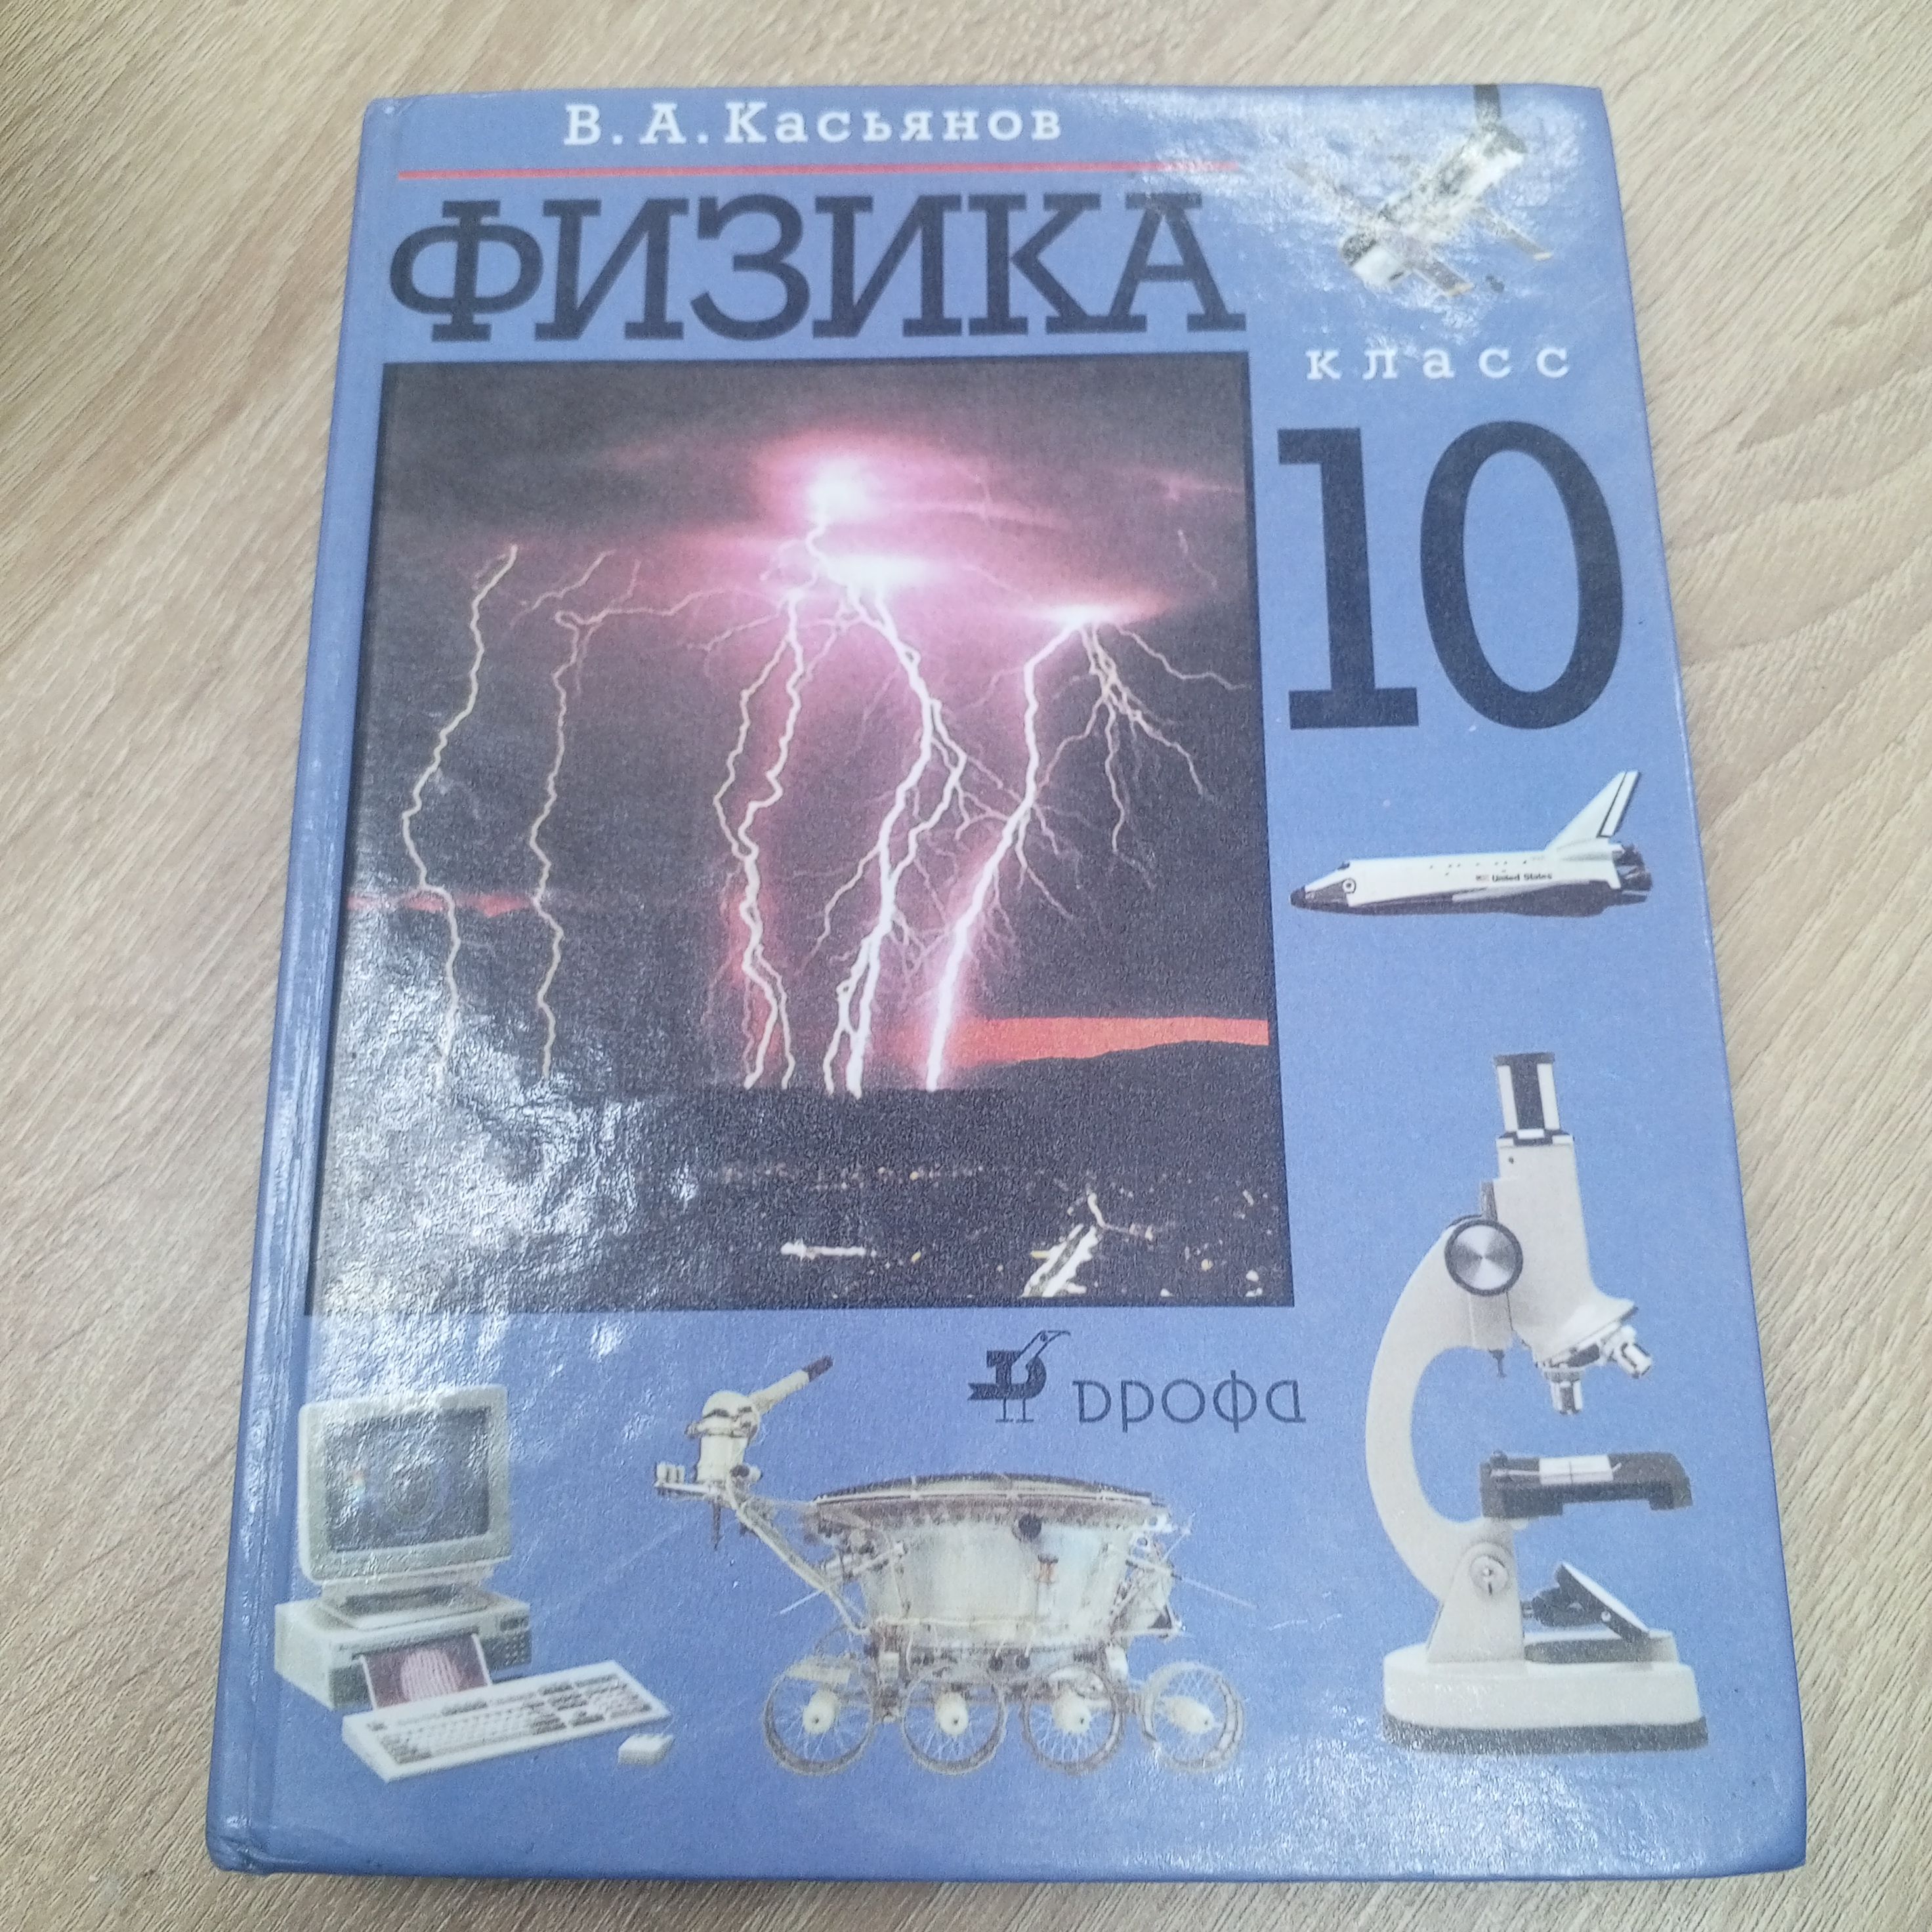 В. А. Касьянов
ФИЗИКА
класс
10
United States
дрофа